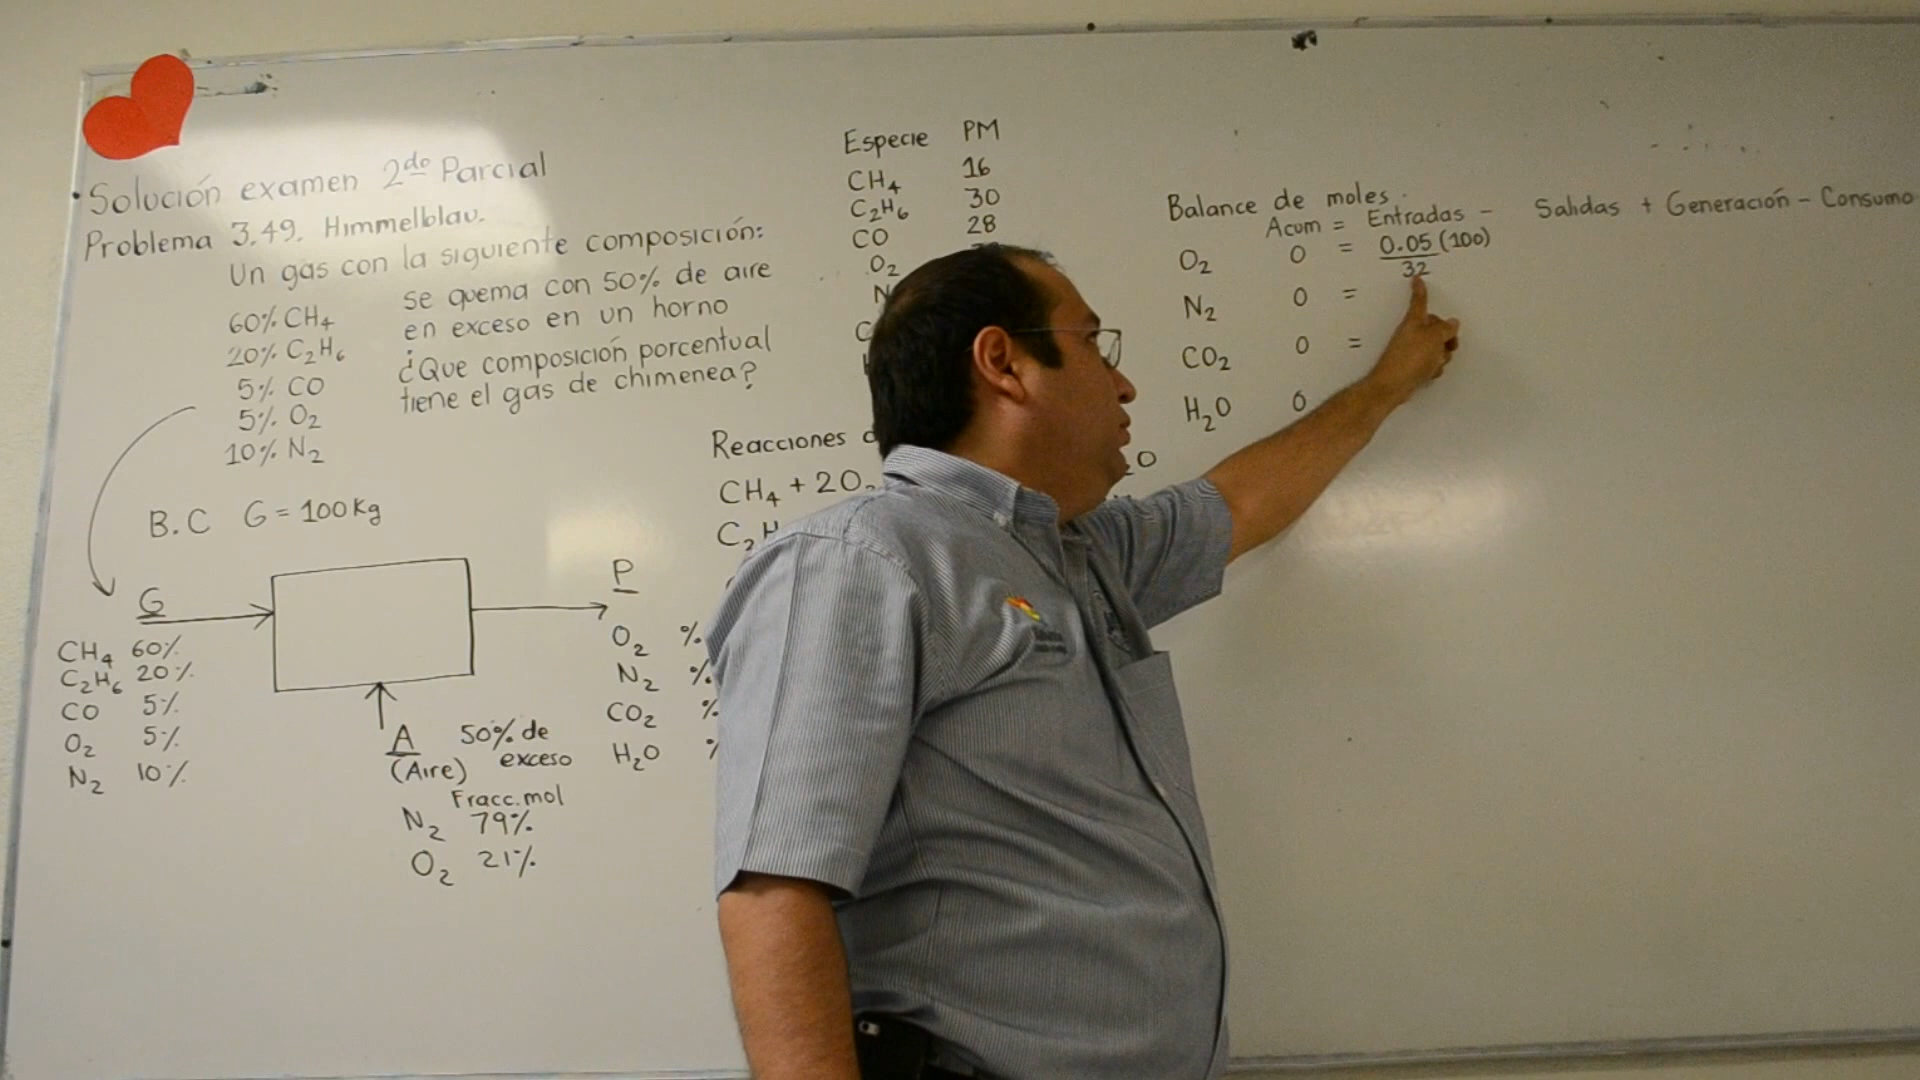 • Solución examen 2do Parcial
Problema 3.49. Himmelblau.
Un gas con la siguiente composición:
60% CH4
20% C2H6
5% CO
5% O2
10% N2
se quema con 50% de aire
en exceso en un horno
¿Que composición porcentual
tiene el gas de chimenea?
B.C G = 100 Kg
G
CH4 60%
C2H6 20%
CO 5%
O2 5%
N2 10%
A 50% de
(Aire) exceso
Fracc. mol
N2 79%
O2 21%
P
O2 %
N2 %
CO2 %
H2O %
Especie PM
CH4 16
C2H6 30
CO 28
O2
N
C
Reacciones
CH4 + 2O2
C2H
2O
Balance de moles.
Acum = Entradas - Salidas + Generación - Consumo
O2 0 = 0.05(100)
32
N2 0 =
CO2 0 =
H2O 0